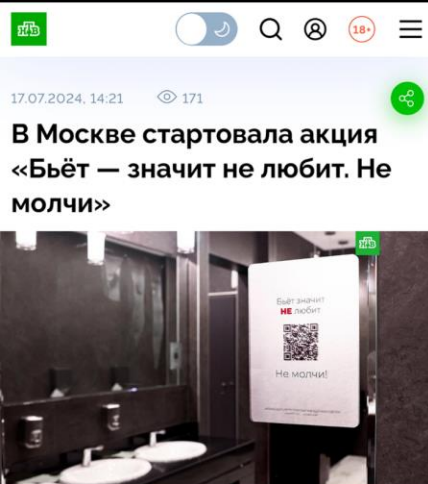 НТВ
18+
17.07.2024, 14:21 171
В Москве стартовала акция
«Бьёт — значит не любит. Не
молчи»
НТВ
Бьёт значит
НЕ любит
Не молчи!